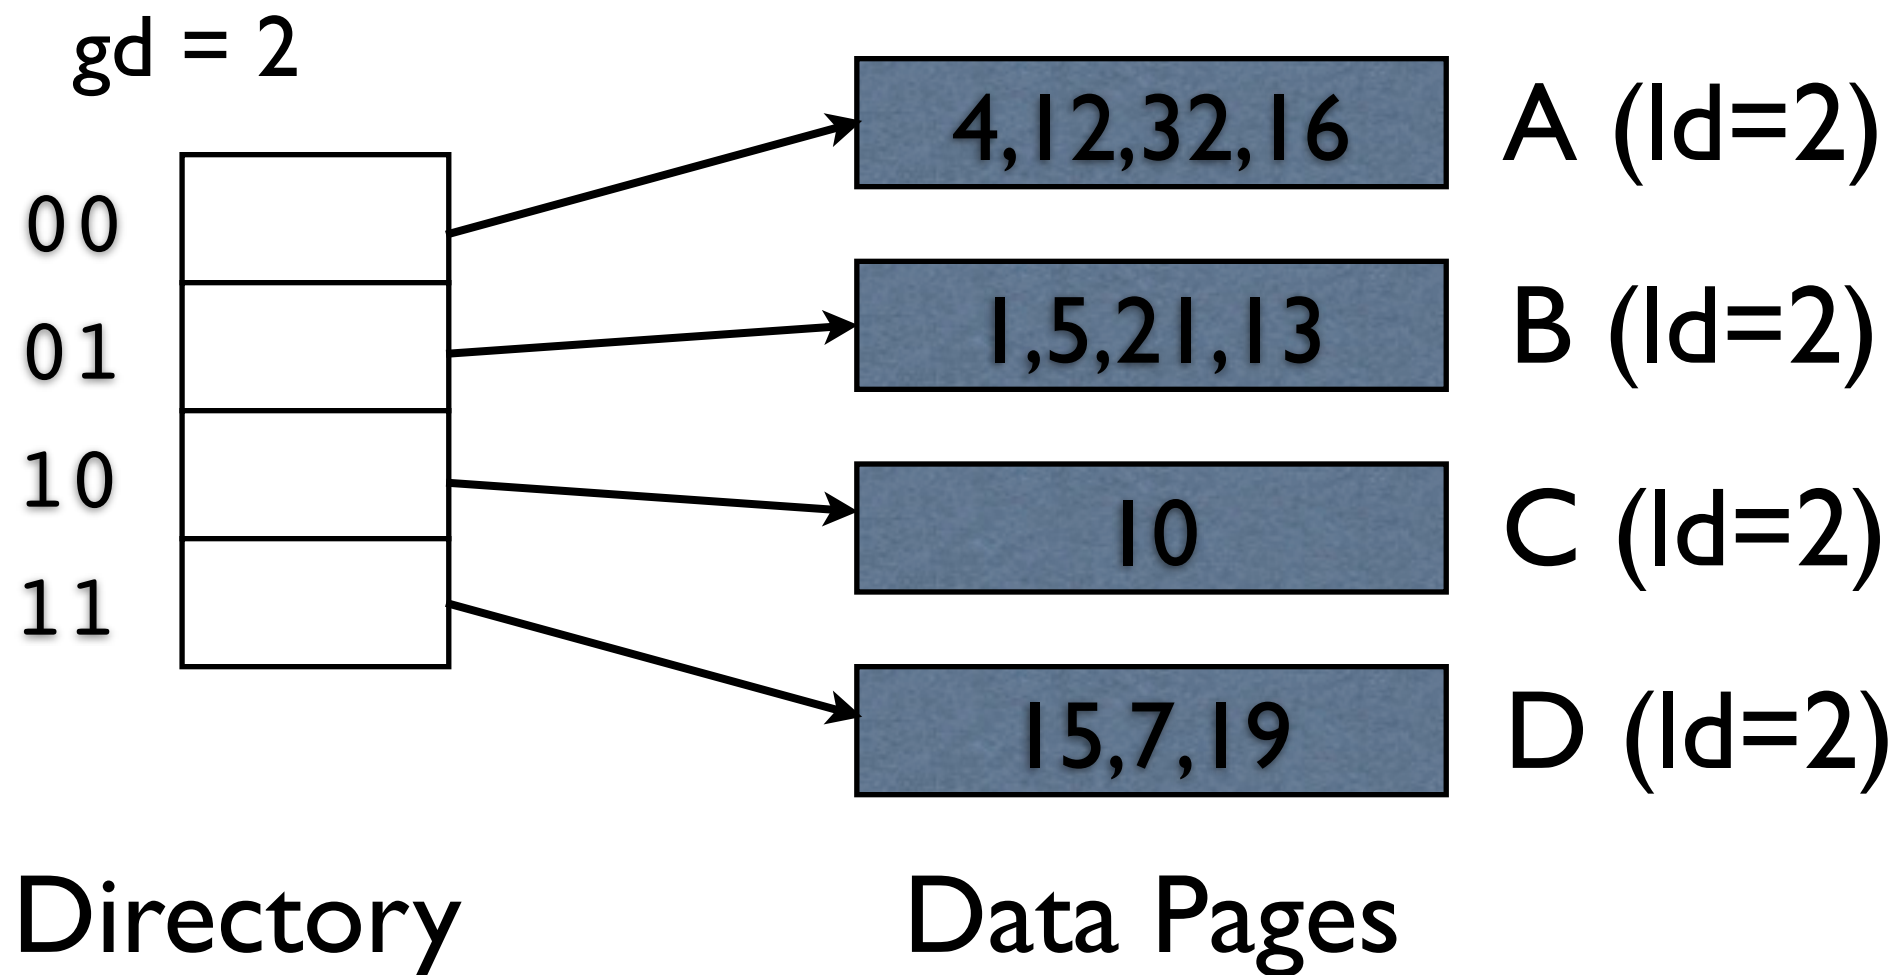 gd = 2
00
01
10
11
4,12,32,16
A (ld=2)
1,5,21,13
B (ld=2)
10
C (ld=2)
15,7,19
D (ld=2)
Directory
Data Pages